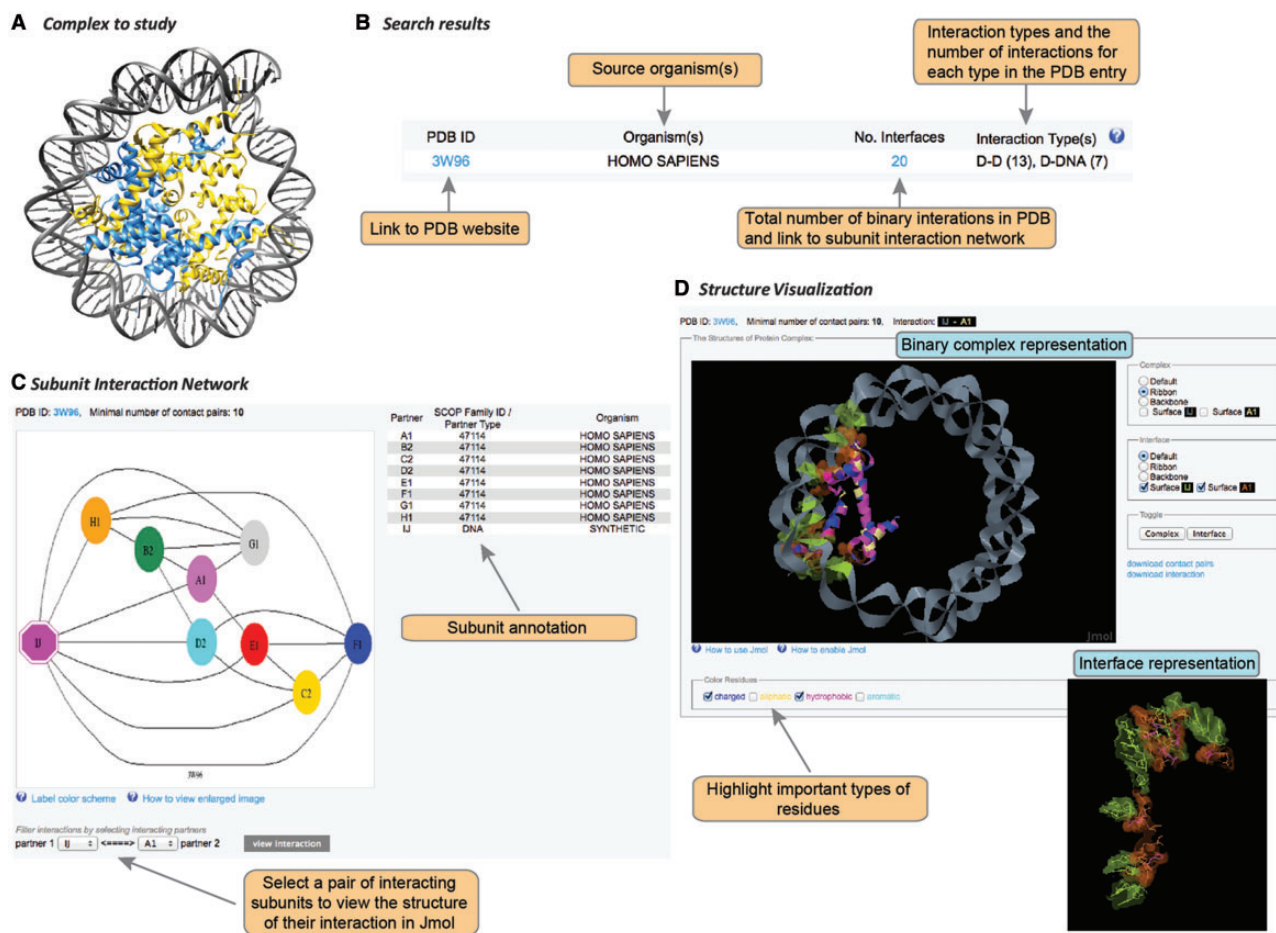 A Complex to study
B Search results
Source organism(s)
Interaction types and the
number of interactions for
each type in the PDB entry
PDB ID Organism(s) No. Interfaces Interaction Type(s) ?
3W96 HOMO SAPIENS 20 D-D (13), D-DNA (7)
Link to PDB website
Total number of binary interations in PDB
and link to subunit interaction network
C Subunit Interaction Network
PDB ID: 3W96, Minimal number of contact pairs: 10
H1
B2
G1
A1
IJ
D2
E1
F1
C2
3W96
? Label color scheme ? How to view enlarged image
Filter interactions by selecting interacting partners
partner 1 IJ <====> A1 partner 2 view interaction
Select a pair of interacting
subunits to view the structure
of their interaction in Jmol
Partner SCOP Family ID / Partner Type Organism
A1 47114 HOMO SAPIENS
B2 47114 HOMO SAPIENS
C2 47114 HOMO SAPIENS
D2 47114 HOMO SAPIENS
E1 47114 HOMO SAPIENS
F1 47114 HOMO SAPIENS
G1 47114 HOMO SAPIENS
H1 47114 HOMO SAPIENS
IJ DNA SYNTHETIC
Subunit annotation
D Structure Visualization
PDB ID: 3W96, Minimal number of contact pairs: 10, Interaction: IJ - A1
The Structures of Protein Complex:
Binary complex representation
Jmol
Complex
Default
Ribbon
Backbone
Surface IJ Surface A1
Interface
Default
Ribbon
Backbone
Surface IJ Surface A1
Toggle
Complex Interface
download contact pairs
download interaction
? How to use Jmol ? How to enable Jmol
Color Residues
charged aliphatic hydrophobic aromatic
Highlight important types of
residues
Interface representation